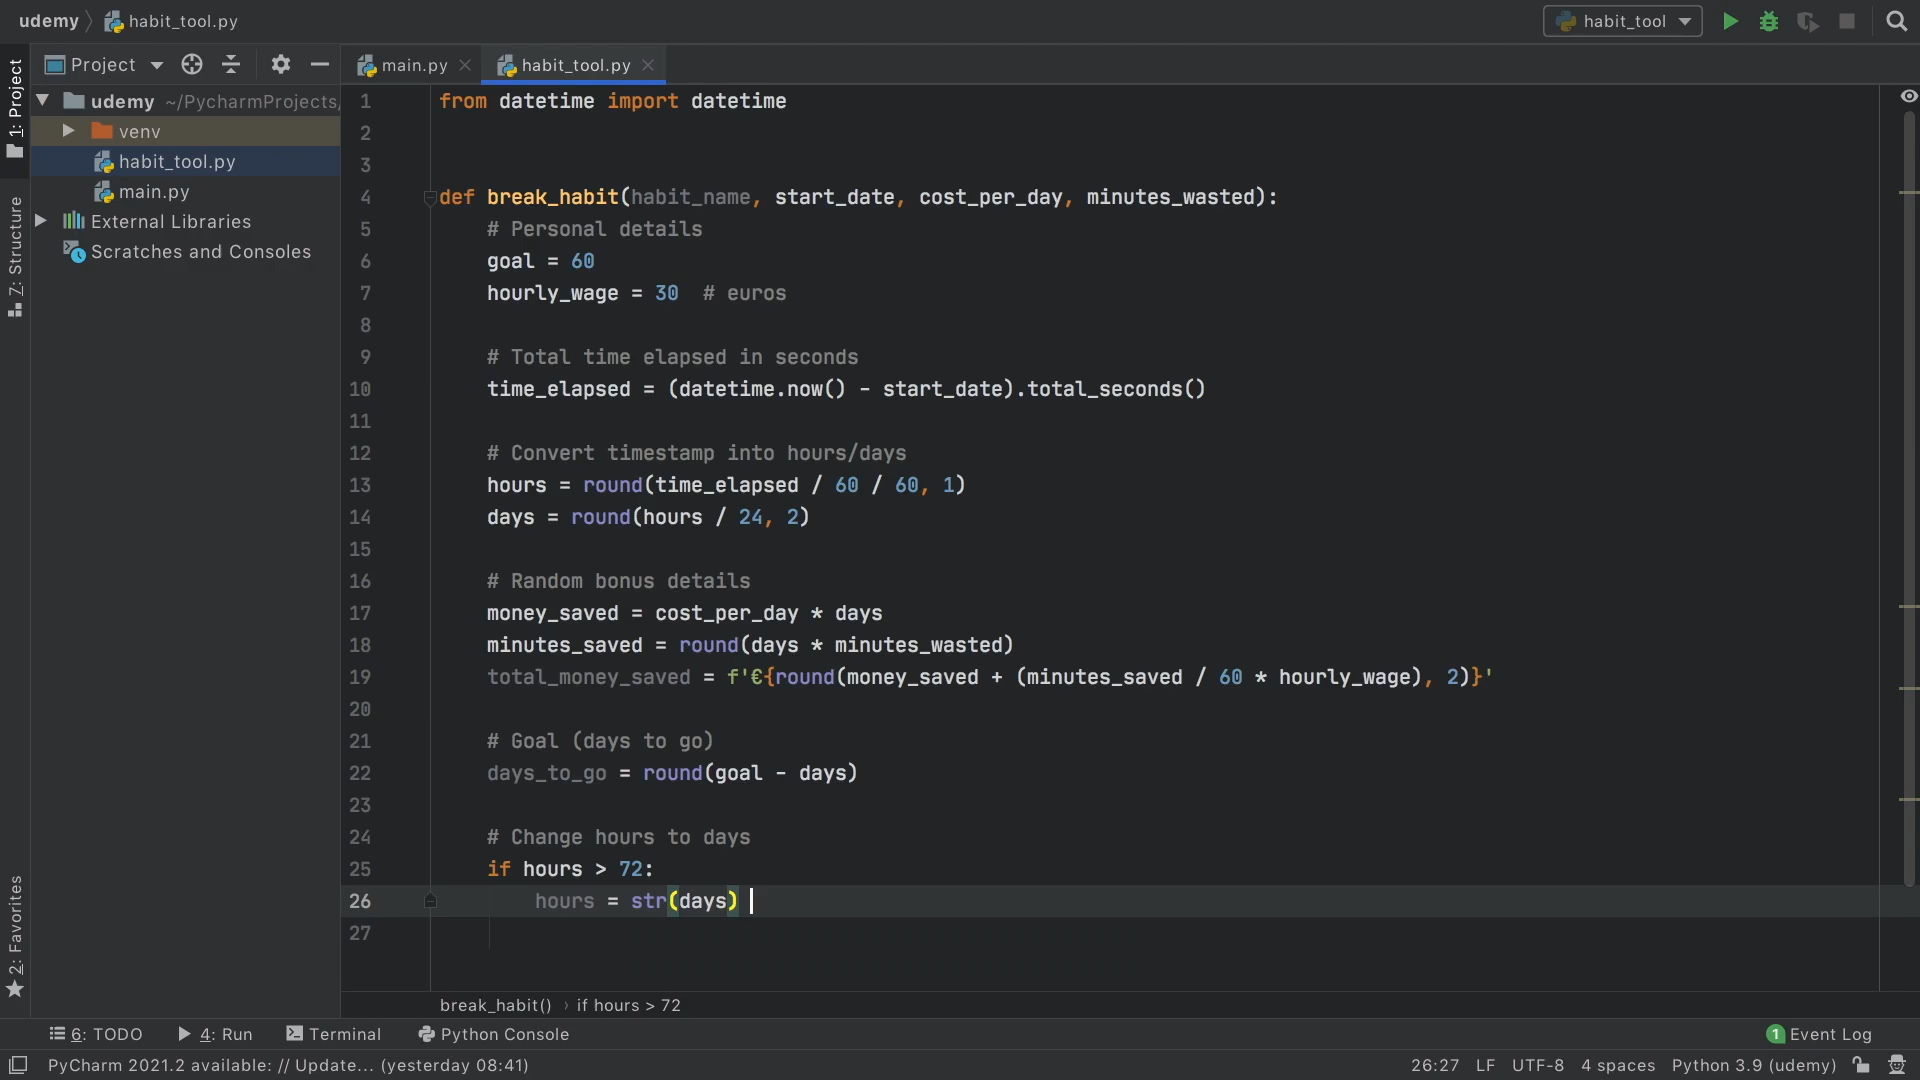 udemy habit_tool.py
habit_tool
1: Project
7: Structure
2: Favorites
Project
udemy ~/PycharmProjects/
venv
habit_tool.py
main.py
External Libraries
Scratches and Consoles
main.py habit_tool.py
1 from datetime import datetime
2
3
4 def break_habit(habit_name, start_date, cost_per_day, minutes_wasted):
5 # Personal details
6 goal = 60
7 hourly_wage = 30 # euros
8
9 # Total time elapsed in seconds
10 time_elapsed = (datetime.now() - start_date).total_seconds()
11
12 # Convert timestamp into hours/days
13 hours = round(time_elapsed / 60 / 60, 1)
14 days = round(hours / 24, 2)
15
16 # Random bonus details
17 money_saved = cost_per_day * days
18 minutes_saved = round(days * minutes_wasted)
19 total_money_saved = f'€{round(money_saved + (minutes_saved / 60 * hourly_wage), 2)}'
20
21 # Goal (days to go)
22 days_to_go = round(goal - days)
23
24 # Change hours to days
25 if hours > 72:
26 hours = str(days)
27
break_habit() › if hours > 72
6: TODO 4: Run Terminal Python Console 1 Event Log
PyCharm 2021.2 available: // Update... (yesterday 08:41) 26:27 LF UTF-8 4 spaces Python 3.9 (udemy)